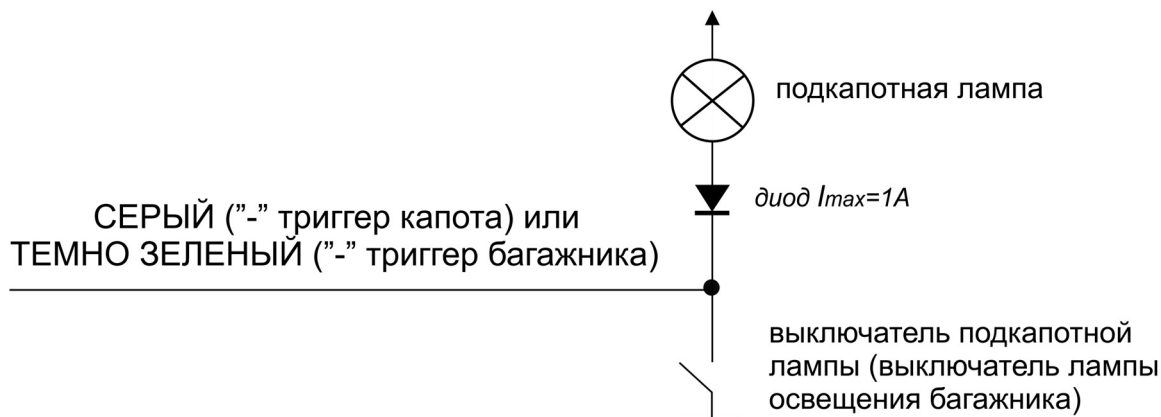 подкапотная лампа
диод Imax=1A
СЕРЫЙ ("-" триггер капота) или
ТЕМНО ЗЕЛЕНЫЙ ("-" триггер багажника)
выключатель подкапотной
лампы (выключатель лампы
освещения багажника)